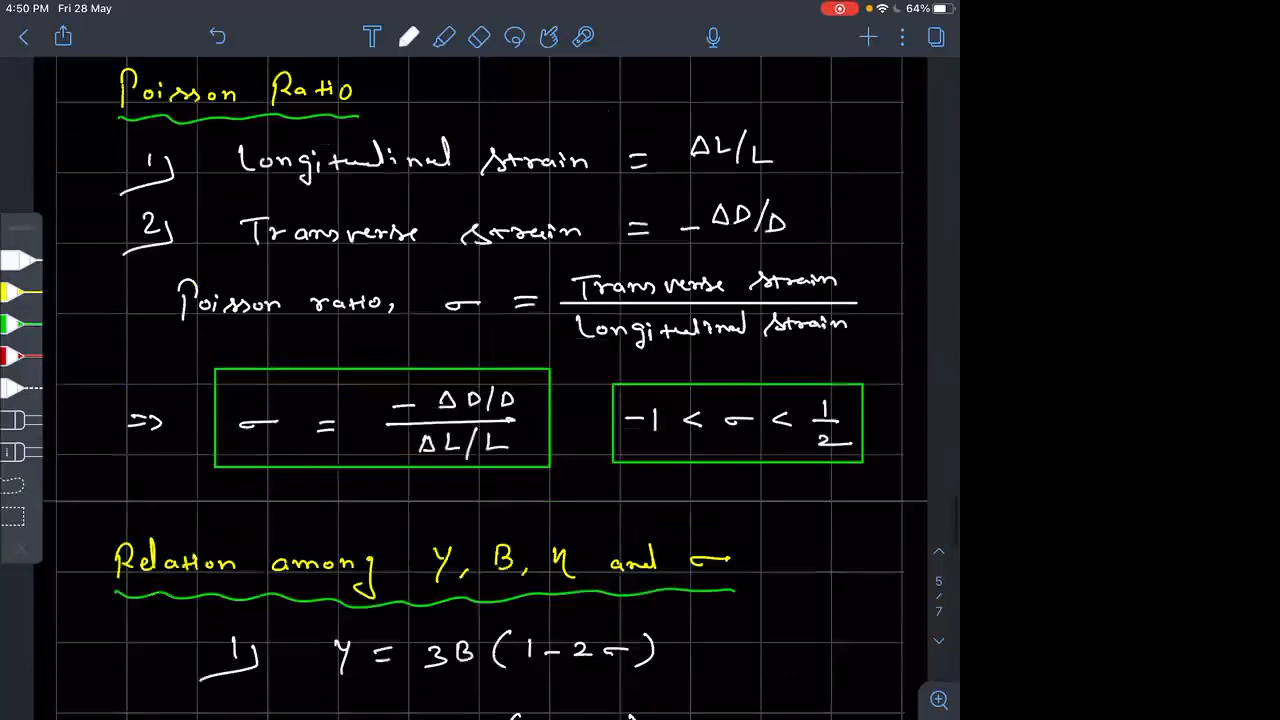 4:50 PM Fri 28 May 64%
Poisson Ratio
1) Longitudinal strain = ΔL/L
2) Transverse strain = - ΔD/D
Poisson ratio, σ = Transverse strain / Longitudinal strain
=> σ = - ΔD/D / ΔL/L -1 < σ < 1/2
Relation among Y, B, η and σ
5 / 7
1) Y = 3B (1 - 2σ)